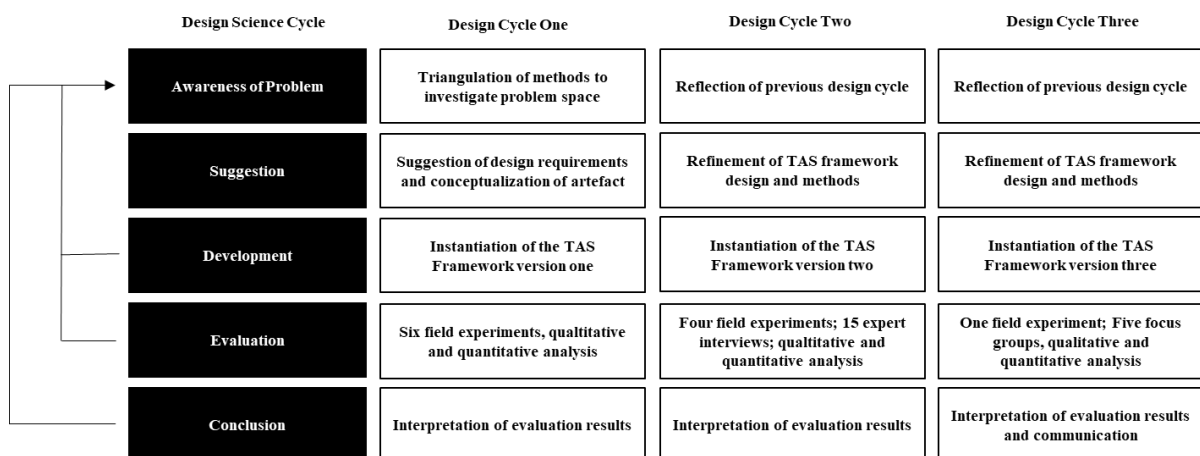 Design Science Cycle
Design Cycle One
Design Cycle Two
Design Cycle Three
Awareness of Problem
Triangulation of methods to
investigate problem space
Reflection of previous design cycle
Reflection of previous design cycle
Suggestion
Suggestion of design requirements
and conceptualization of artefact
Refinement of TAS framework
design and methods
Refinement of TAS framework
design and methods
Development
Instantiation of the TAS
Framework version one
Instantiation of the TAS
Framework version two
Instantiation of the TAS
Framework version three
Evaluation
Six field experiments, qualtitative
and quantitative analysis
Four field experiments; 15 expert
interviews; qualtitative and
quantitative analysis
One field experiment; Five focus
groups, qualitative and
quantitative analysis
Conclusion
Interpretation of evaluation results
Interpretation of evaluation results
Interpretation of evaluation results
and communication